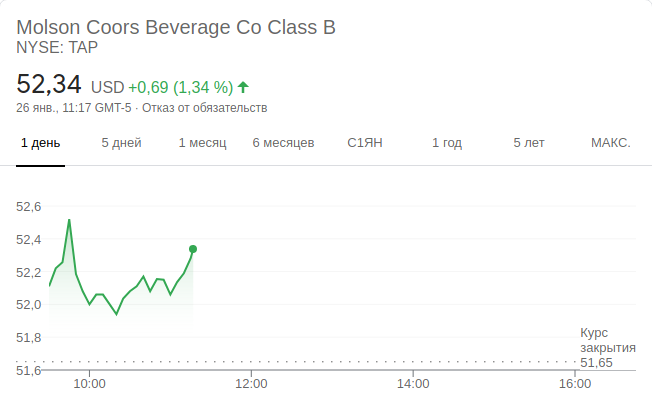 Molson Coors Beverage Co Class B
NYSE: TAP
52,34 USD +0,69 (1,34 %)
26 янв., 11:17 GMT-5 · Отказ от обязательств
1 день 5 дней 1 месяц 6 месяцев С1ЯН 1 год 5 лет МАКС.
52,6
52,4
52,2
52,0
51,8
51,6
Курс
закрытия
51,65
10:00 12:00 14:00 16:00